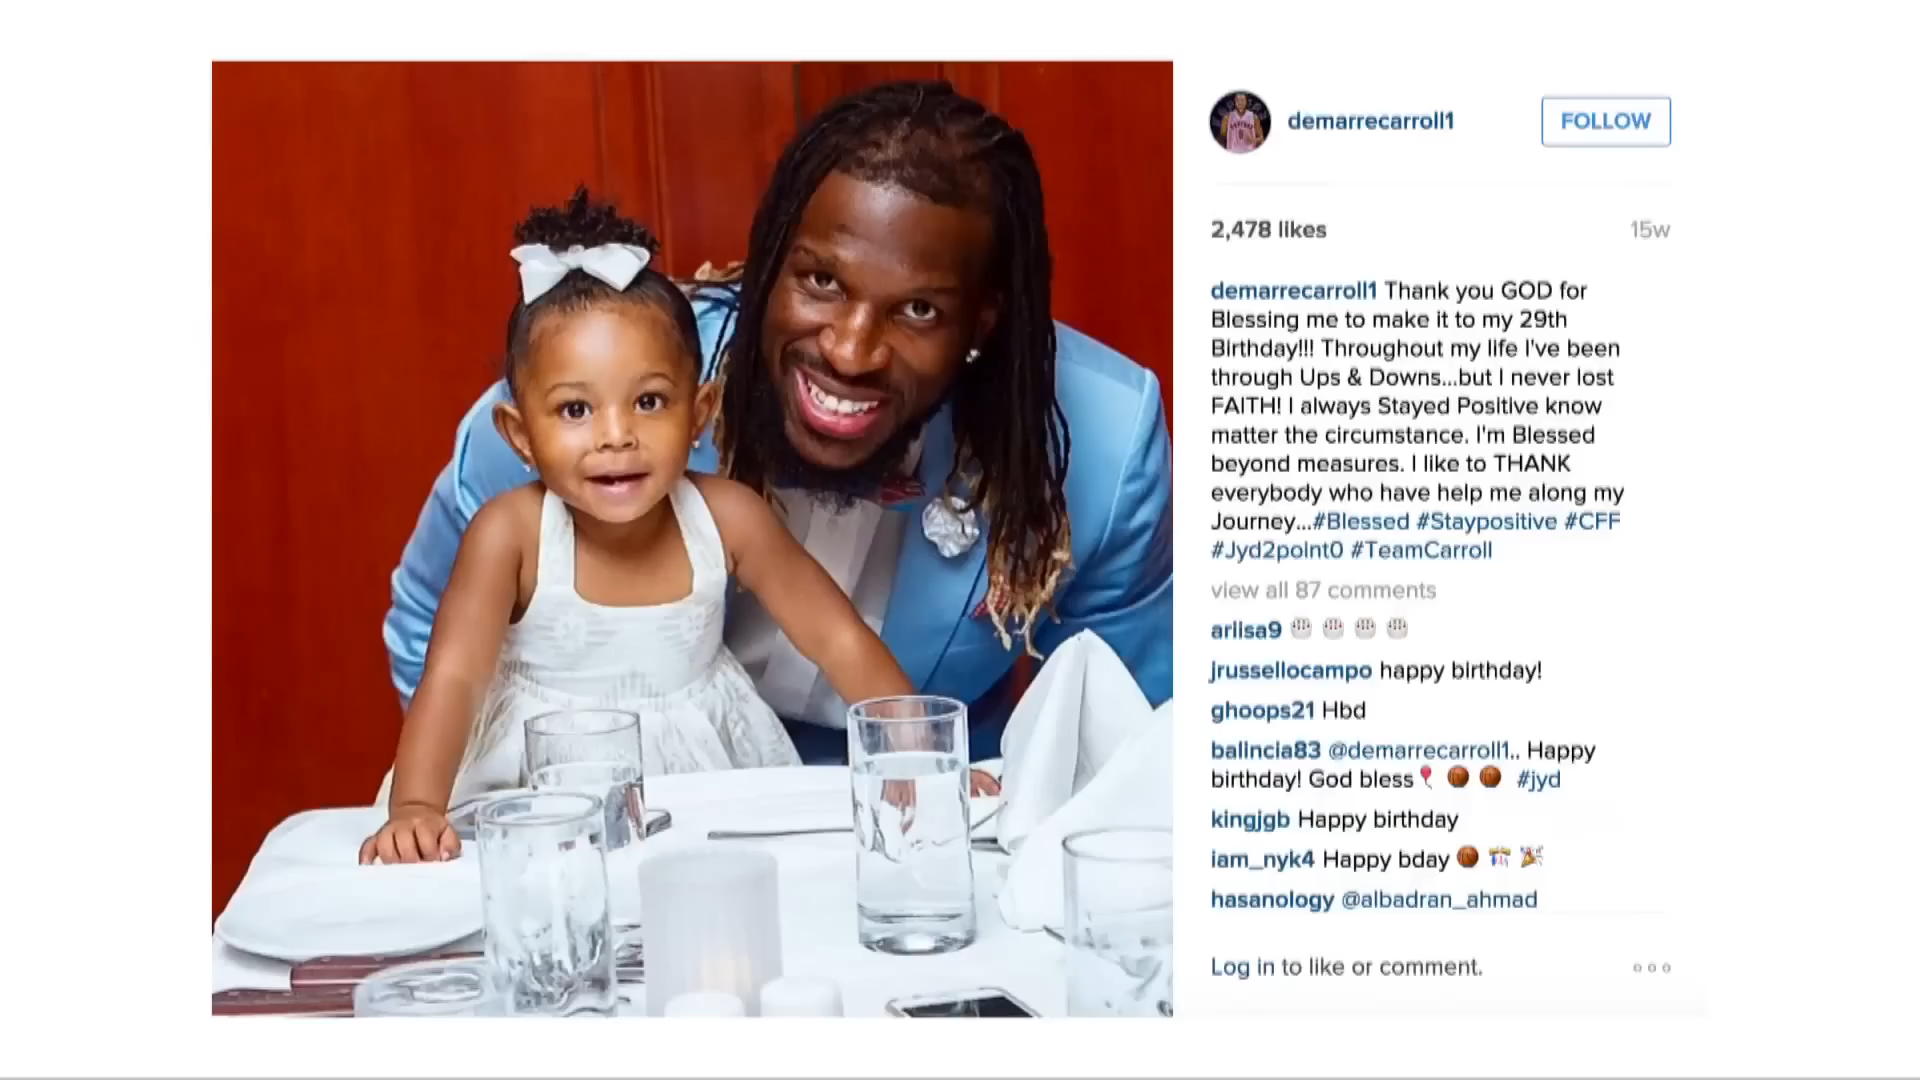 demarrecarroll1
FOLLOW
2,478 likes
15w
demarrecarroll1 Thank you GOD for
Blessing me to make it to my 29th
Birthday!!! Throughout my life I've been
through Ups & Downs...but I never lost
FAITH! I always Stayed Positive know
matter the circumstance. I'm Blessed
beyond measures. I like to THANK
everybody who have help me along my
Journey...#Blessed #Staypositive #CFF
#Jyd2point0 #TeamCarroll
view all 87 comments
arlisa9
jrussellocampo happy birthday!
ghoops21 Hbd
balincia83 @demarrecarroll1.. Happy
birthday! God bless🎈 🏀 🏀 #jyd
kingjgb Happy birthday
iam_nyk4 Happy bday 🏀 🎊 🎉
hasanology @albadran_ahmad
Log in to like or comment.